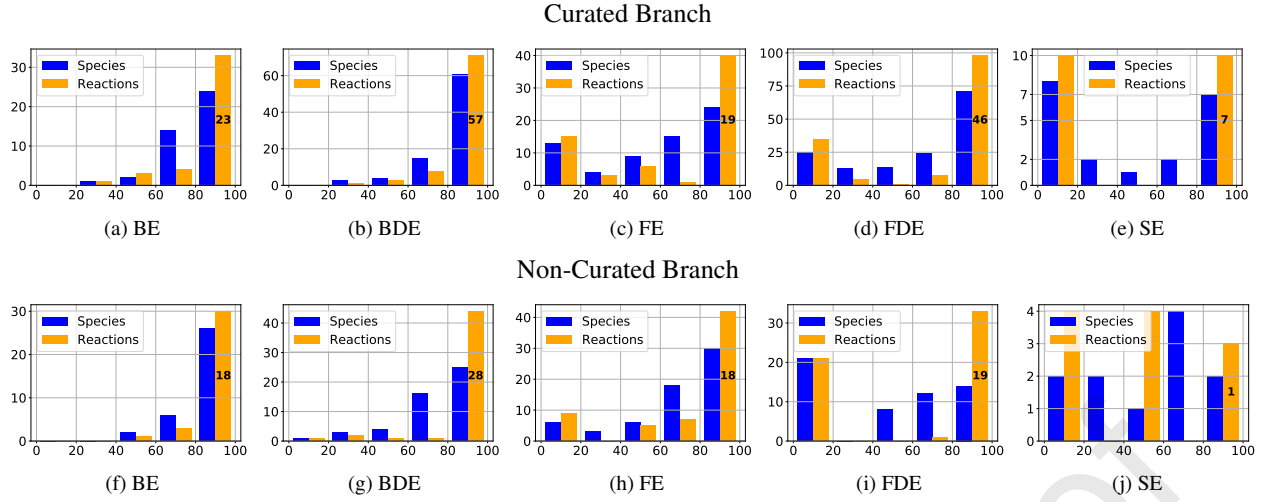 Curated Branch
30
20
10
0
0 20 40 60 80 100
Species
Reactions
23
(a) BE
60
40
20
0
0 20 40 60 80 100
Species
Reactions
57
(b) BDE
40
30
20
10
0
0 20 40 60 80 100
Species
Reactions
19
(c) FE
100
75
50
25
0
0 20 40 60 80 100
Species
Reactions
46
(d) FDE
10
7
5
2
0
0 20 40 60 80 100
Species
Reactions
7
(e) SE
Non-Curated Branch
30
20
10
0
0 20 40 60 80 100
Species
Reactions
18
(f) BE
40
30
20
10
0
0 20 40 60 80 100
Species
Reactions
28
(g) BDE
40
30
20
10
0
0 20 40 60 80 100
Species
Reactions
18
(h) FE
30
20
10
0
0 20 40 60 80 100
Species
Reactions
19
(i) FDE
4
3
2
1
0
0 20 40 60 80 100
Species
Reactions
1
(j) SE